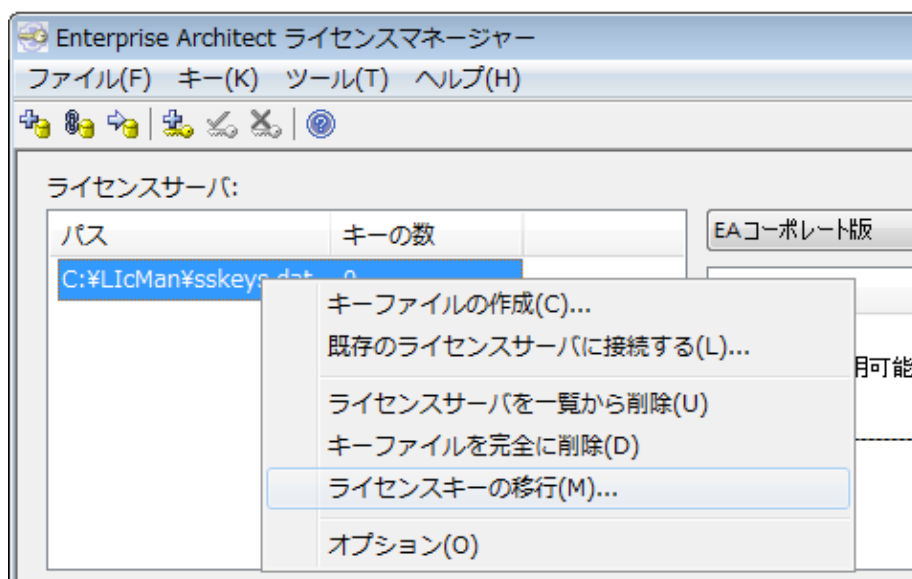 Enterprise Architect ライセンスマネージャー
ファイル(F) キー(K) ツール(T) ヘルプ(H)
ライセンスサーバ:
パス キーの数
EAコーポレート版
C:¥LIcMan¥sskeys.dat 0
キーファイルの作成(C)...
既存のライセンスサーバに接続する(L)...
用可能
ライセンスサーバを一覧から削除(U)
キーファイルを完全に削除(D)
ライセンスキーの移行(M)...
オプション(O)